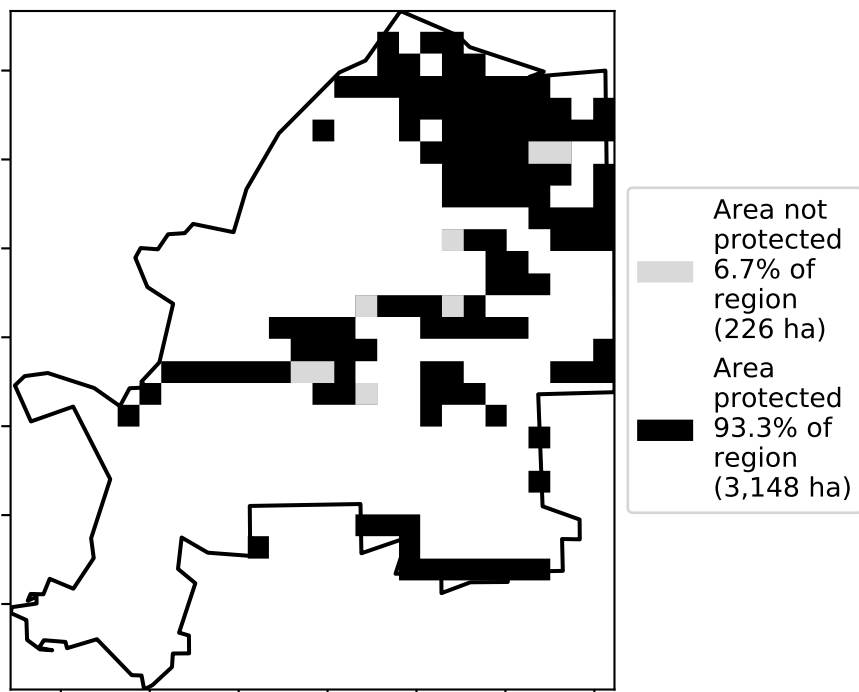 Area not
protected
6.7% of
region
(226 ha)
Area
protected
93.3% of
region
(3,148 ha)